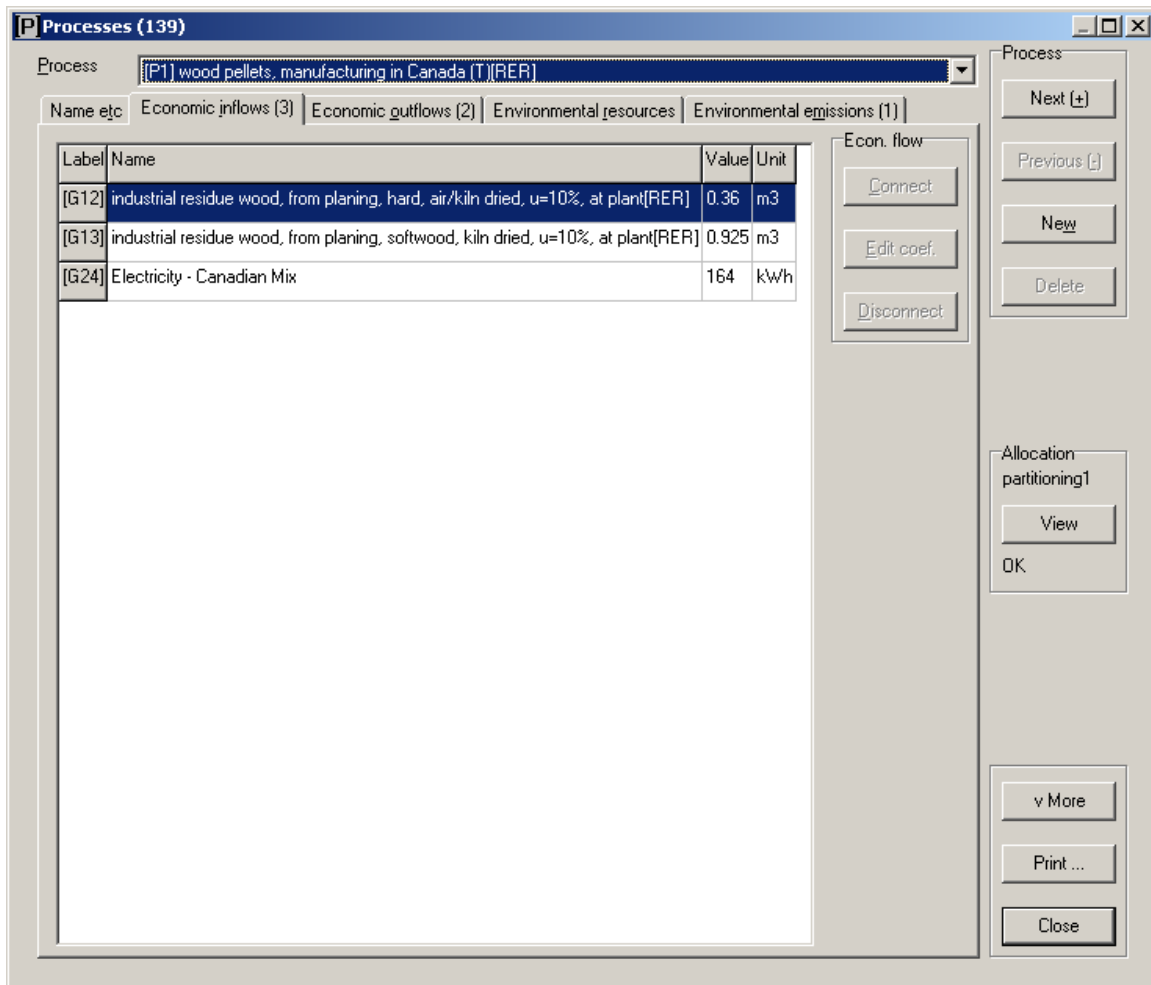 Processes (139)
Process
[P1] wood pellets, manufacturing in Canada (T)[RER]
Name etc
Economic inflows (3)
Economic outflows (2)
Environmental resources
Environmental emissions (1)
Label Name Value Unit
[G12] industrial residue wood, from planing, hard, air/kiln dried, u=10%, at plant[RER] 0.36 m3
[G13] industrial residue wood, from planing, softwood, kiln dried, u=10%, at plant[RER] 0.925 m3
[G24] Electricity - Canadian Mix 164 kWh
Econ. flow
Connect
Edit coef.
Disconnect
Process
Next (+)
Previous (-)
New
Delete
Allocation
partitioning1
View
OK
v More
Print ...
Close